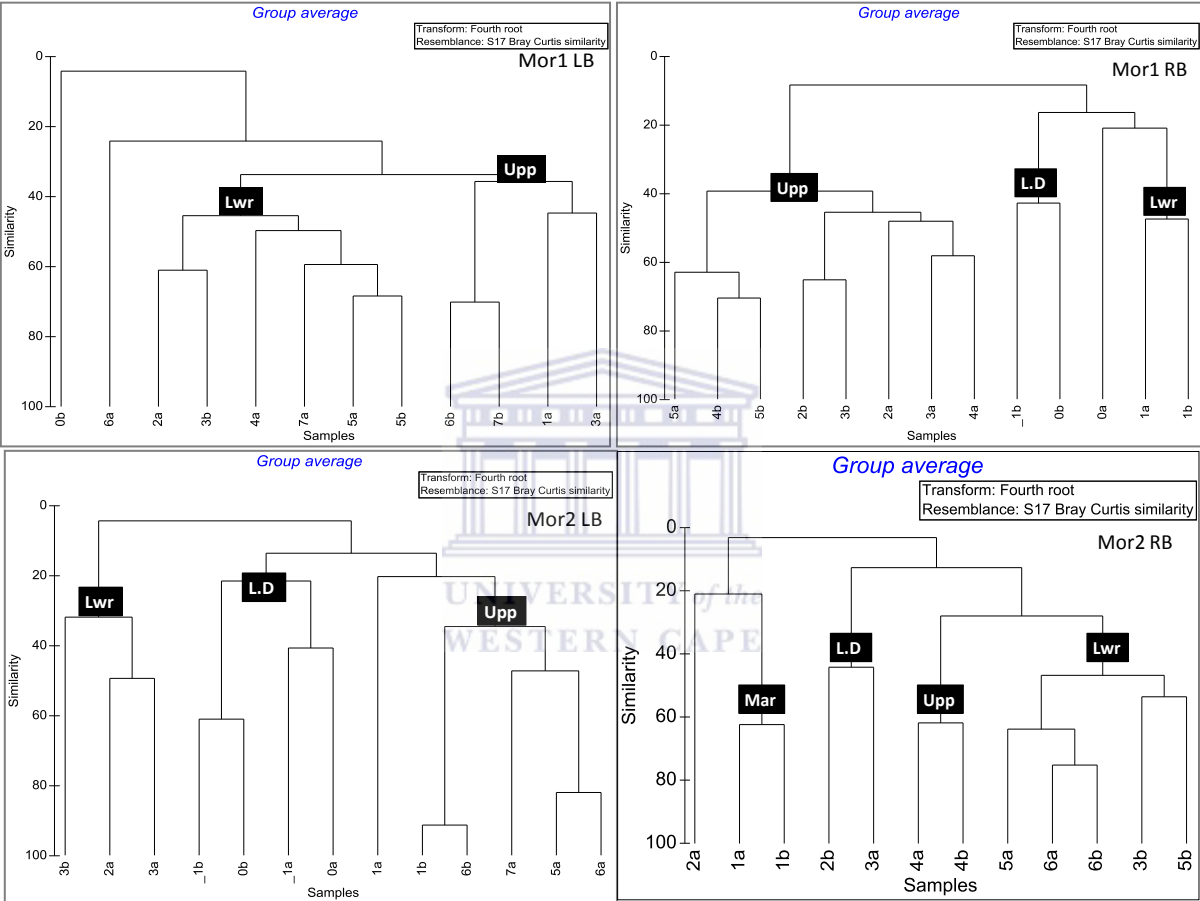 Group average
Transform: Fourth root
Resemblance: S17 Bray Curtis similarity
Mor1 LB
0
20
40
60
80
100
Similarity
Upp
Lwr
0b 6a 2a 3b 4a 7a 5a 5b 6b 7b 1a 3a
Samples
Group average
Transform: Fourth root
Resemblance: S17 Bray Curtis similarity
Mor1 RB
0
20
40
60
80
100
Similarity
Upp
L.D
Lwr
5a 4b 5b 2b 3b 2a 3a 4a _1b 0b 0a 1a 1b
Samples
Group average
Transform: Fourth root
Resemblance: S17 Bray Curtis similarity
Mor2 LB
0
20
40
60
80
100
Similarity
Lwr
L.D
Upp
3b 2a 3a _1b 0b _1a 0a 1a 1b 6b 7a 5a 6a
Samples
Group average
Transform: Fourth root
Resemblance: S17 Bray Curtis similarity
Mor2 RB
0
20
40
60
80
100
Similarity
Mar
L.D
Upp
Lwr
2a 1a 1b 2b 3a 4a 4b 5a 6a 6b 3b 5b
Samples
UNIVERSITY of the
WESTERN CAPE